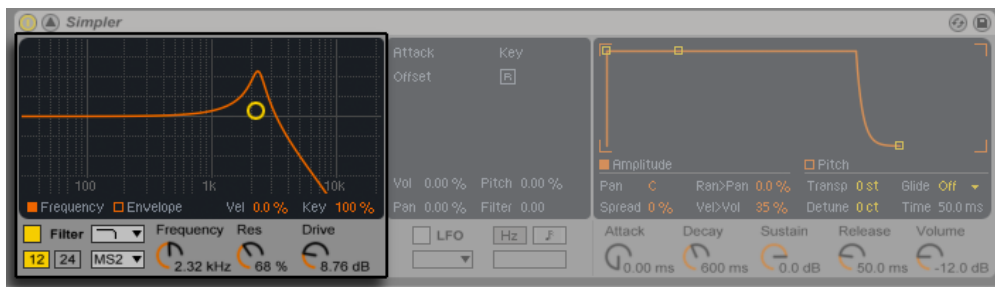 Simpler
100 1k 10k
Frequency Envelope Vel 0.0 % Key 100 %
Filter Frequency Res Drive
12 24 MS2 2.32 kHz 68 % 8.76 dB
Attack Key
Offset R
Vol 0.00 % Pitch 0.00 %
Pan 0.00 % Filter 0.00
LFO Hz
Amplitude Pitch
Pan C Ran>Pan 0.0 % Transp 0 st Glide Off
Spread 0 % Vel>Vol 35 % Detune 0 ct Time 50.0 ms
Attack Decay Sustain Release Volume
0.00 ms 600 ms 0.0 dB 50.0 ms -12.0 dB